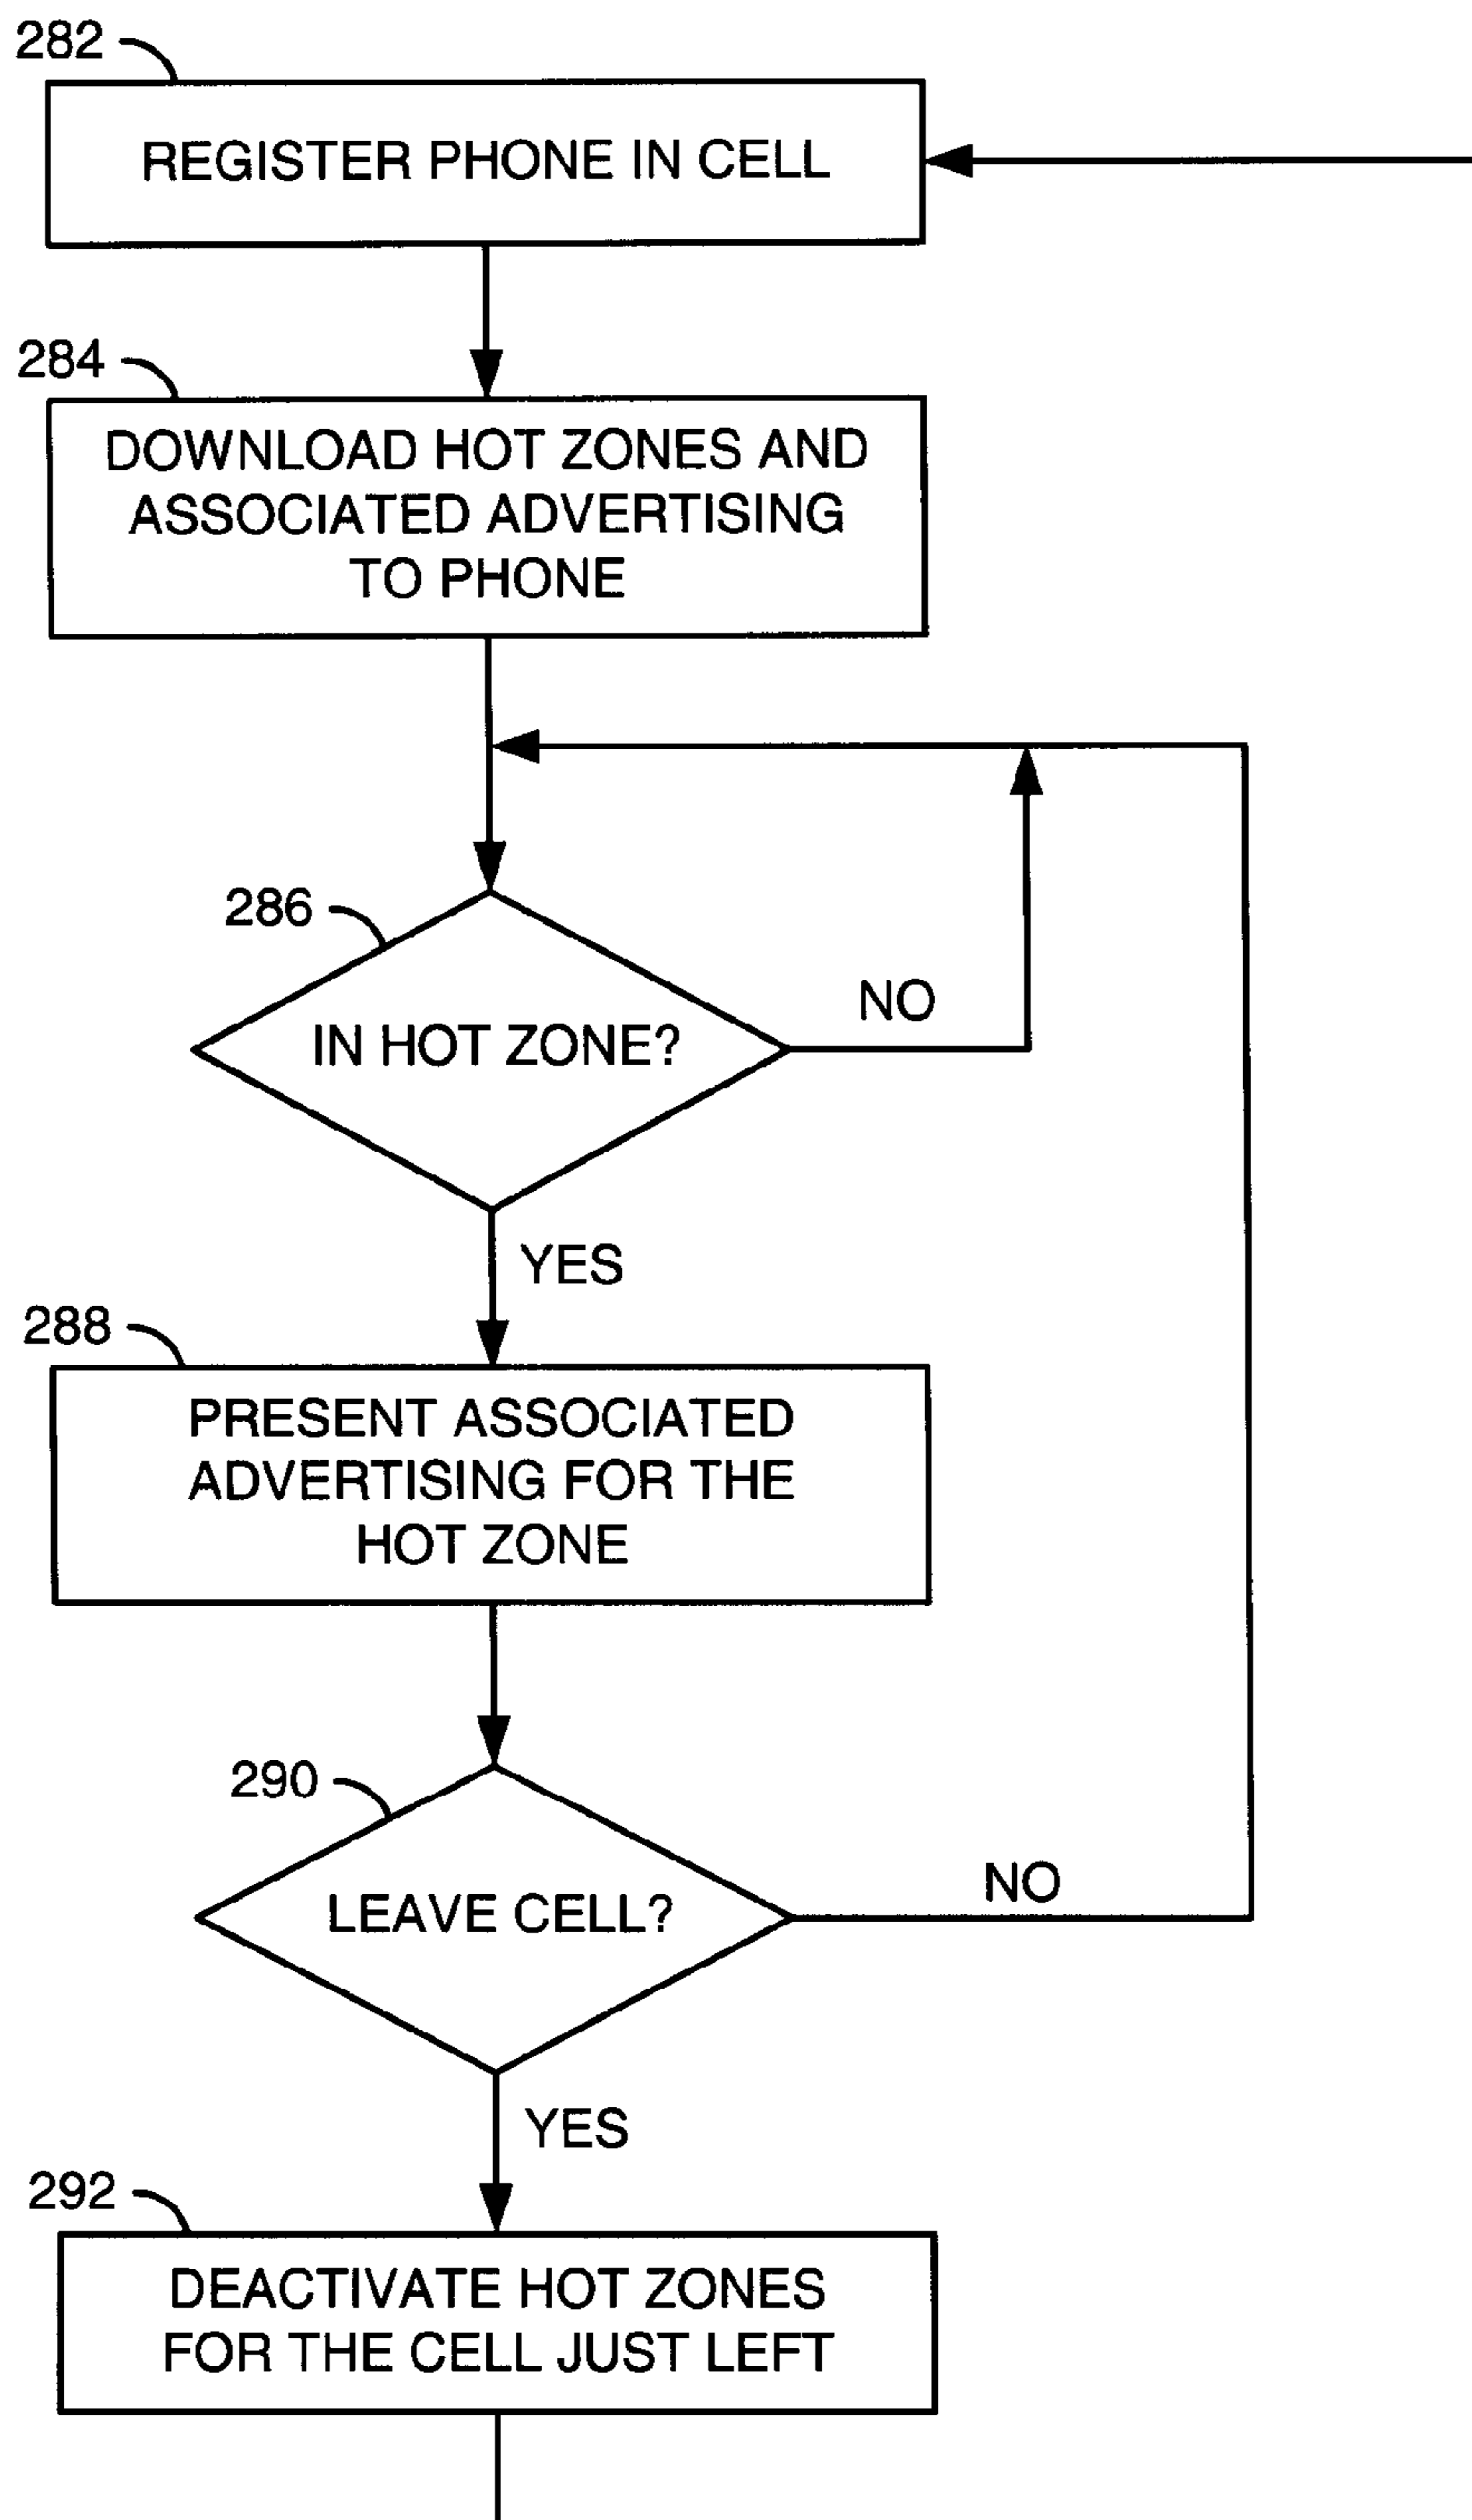 282
REGISTER PHONE IN CELL
284
DOWNLOAD HOT ZONES AND
ASSOCIATED ADVERTISING
TO PHONE
286
IN HOT ZONE?
NO
YES
288
PRESENT ASSOCIATED
ADVERTISING FOR THE
HOT ZONE
290
LEAVE CELL?
NO
YES
292
DEACTIVATE HOT ZONES
FOR THE CELL JUST LEFT